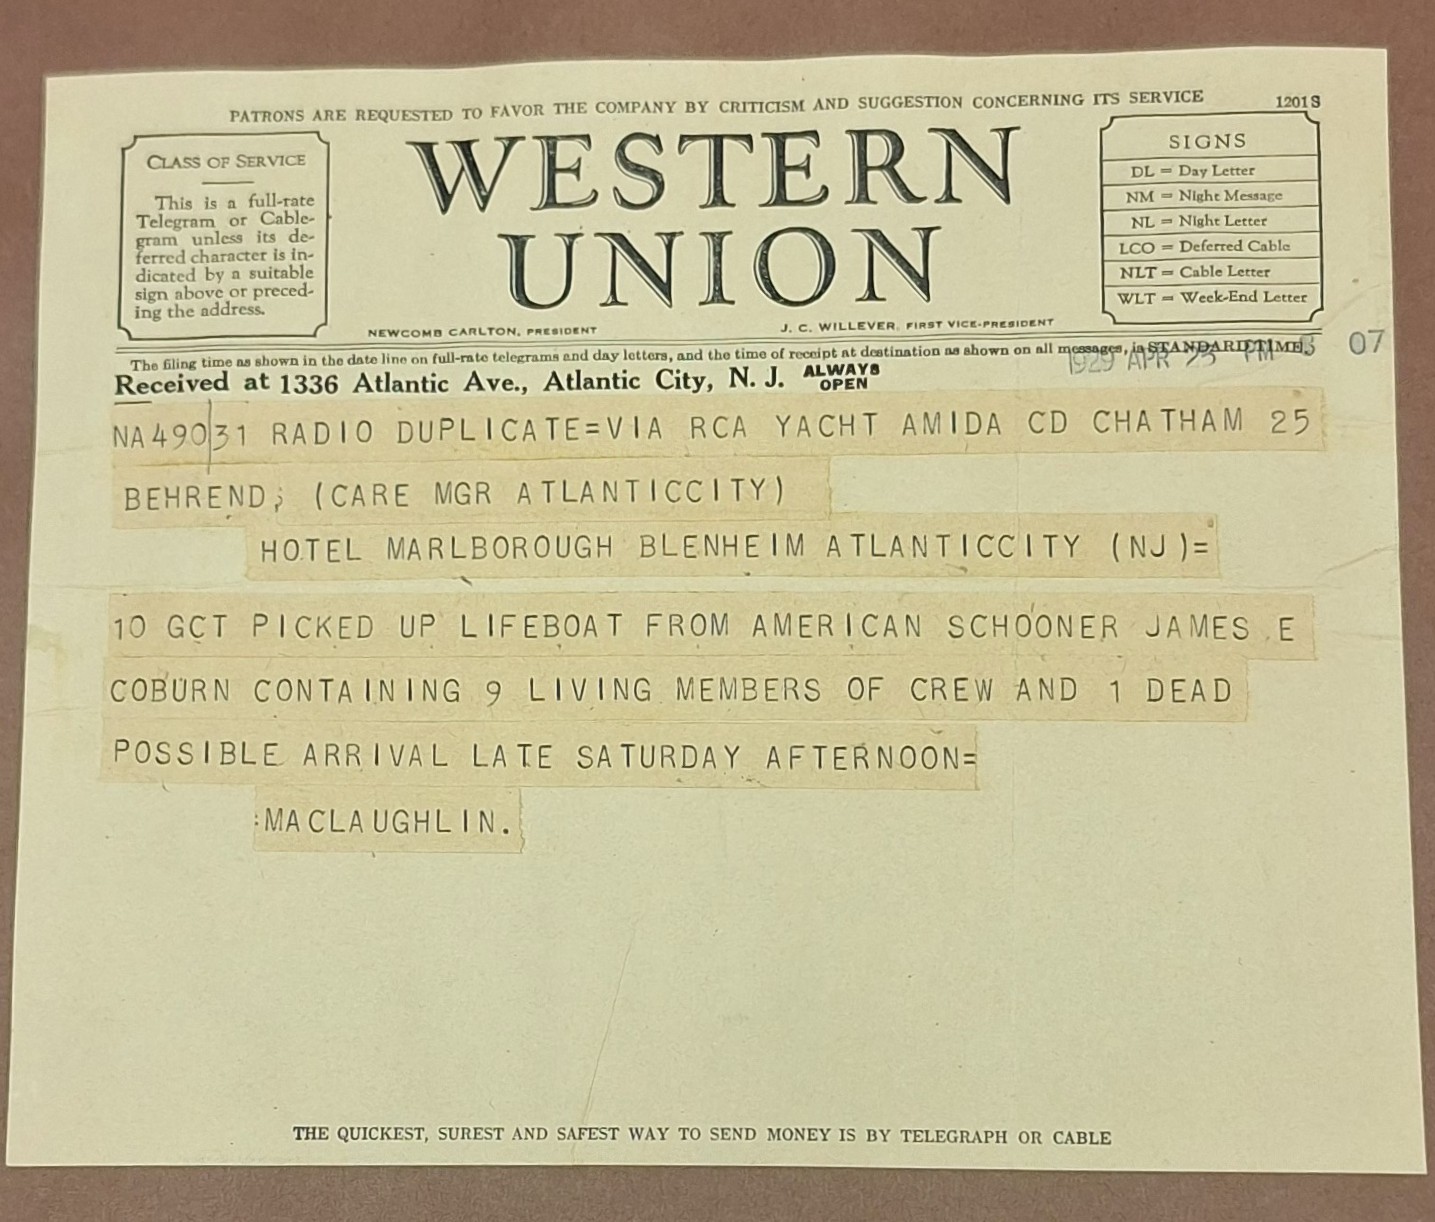 PATRONS ARE REQUESTED TO FAVOR THE COMPANY BY CRITICISM AND SUGGESTION CONCERNING ITS SERVICE
1201S
CLASS OF SERVICE
This is a full-rate
Telegram or Cable-
gram unless its de-
ferred character is in-
dicated by a suitable
sign above or preced-
ing the address.
WESTERN
UNION
NEWCOMB CARLTON, PRESIDENT
J. C. WILLEVER, FIRST VICE-PRESIDENT
SIGNS
DL = Day Letter
NM = Night Message
NL = Night Letter
LCO = Deferred Cable
NLT = Cable Letter
WLT = Week-End Letter
The filing time as shown in the date line on full-rate telegrams and day letters, and the time of receipt at destination as shown on all messages, is STANDARD TIME.
1929 APR 25 PM 07
Received at 1336 Atlantic Ave., Atlantic City, N. J. ALWAYS OPEN
NA490 31 RADIO DUPLICATE=VIA RCA YACHT AMIDA CD CHATHAM 25
BEHREND; (CARE MGR ATLANTICCITY)
HOTEL MARLBOROUGH BLENHEIM ATLANTICCITY (NJ)=
10 GCT PICKED UP LIFEBOAT FROM AMERICAN SCHOONER JAMES E
COBURN CONTAINING 9 LIVING MEMBERS OF CREW AND 1 DEAD
POSSIBLE ARRIVAL LATE SATURDAY AFTERNOON=
:MACLAUGHLIN.
THE QUICKEST, SUREST AND SAFEST WAY TO SEND MONEY IS BY TELEGRAPH OR CABLE